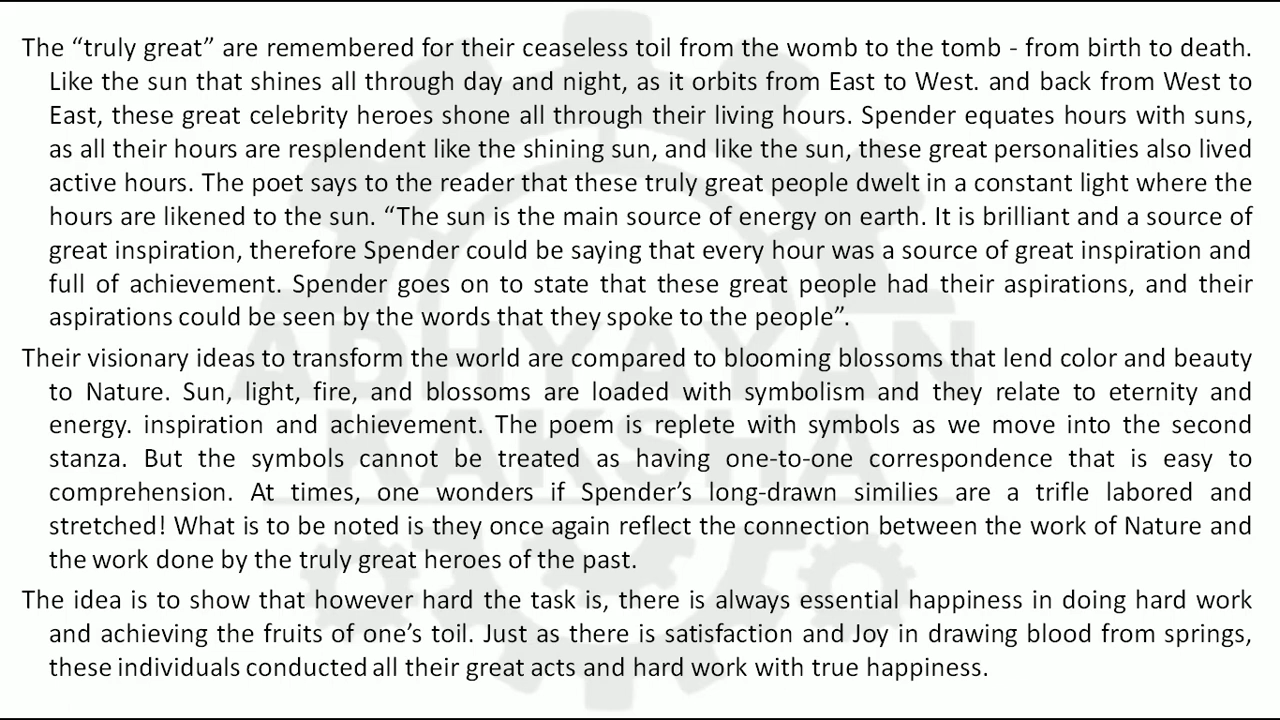 The “truly great” are remembered for their ceaseless toil from the womb to the tomb - from birth to death.
Like the sun that shines all through day and night, as it orbits from East to West. and back from West to
East, these great celebrity heroes shone all through their living hours. Spender equates hours with suns,
as all their hours are resplendent like the shining sun, and like the sun, these great personalities also lived
active hours. The poet says to the reader that these truly great people dwelt in a constant light where the
hours are likened to the sun. “The sun is the main source of energy on earth. It is brilliant and a source of
great inspiration, therefore Spender could be saying that every hour was a source of great inspiration and
full of achievement. Spender goes on to state that these great people had their aspirations, and their
aspirations could be seen by the words that they spoke to the people”.
Their visionary ideas to transform the world are compared to blooming blossoms that lend color and beauty
to Nature. Sun, light, fire, and blossoms are loaded with symbolism and they relate to eternity and
energy. inspiration and achievement. The poem is replete with symbols as we move into the second
stanza. But the symbols cannot be treated as having one-to-one correspondence that is easy to
comprehension. At times, one wonders if Spender’s long-drawn similies are a trifle labored and
stretched! What is to be noted is they once again reflect the connection between the work of Nature and
the work done by the truly great heroes of the past.
The idea is to show that however hard the task is, there is always essential happiness in doing hard work
and achieving the fruits of one’s toil. Just as there is satisfaction and Joy in drawing blood from springs,
these individuals conducted all their great acts and hard work with true happiness.
ADHYAYAN
KAKSHA